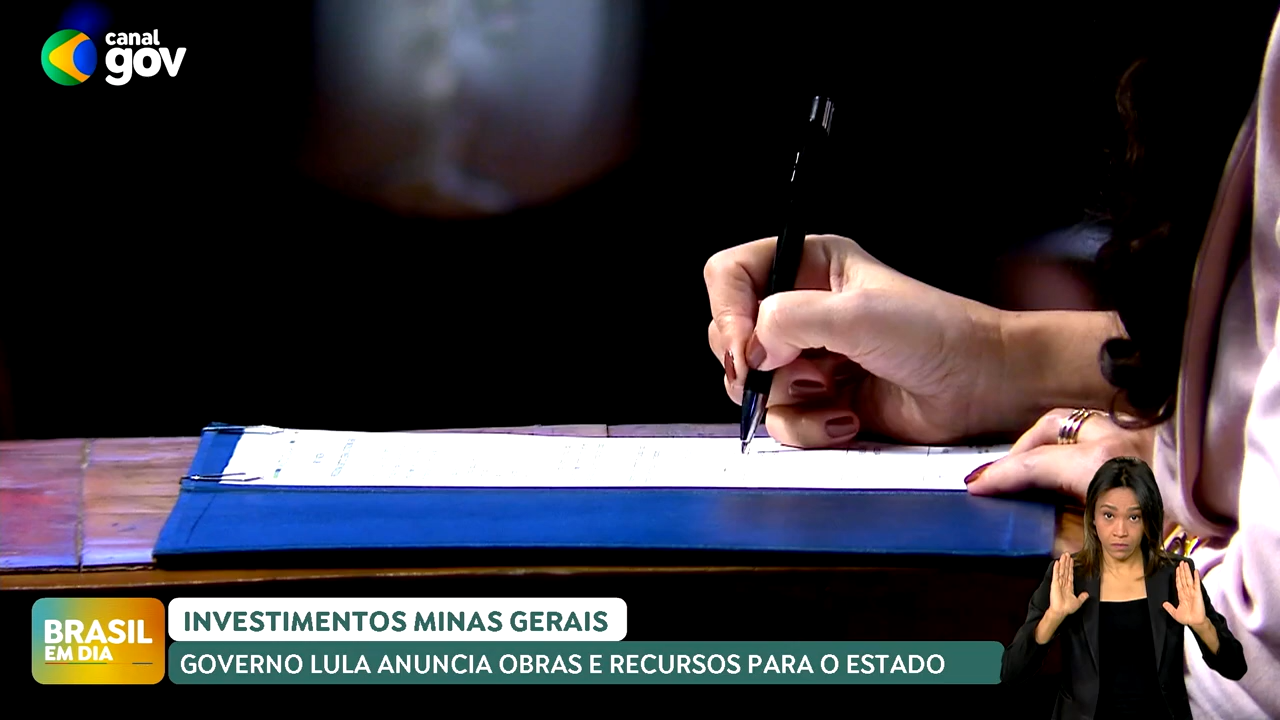 canal
gov
BRASIL
EM DIA
INVESTIMENTOS MINAS GERAIS
GOVERNO LULA ANUNCIA OBRAS E RECURSOS PARA O ESTADO